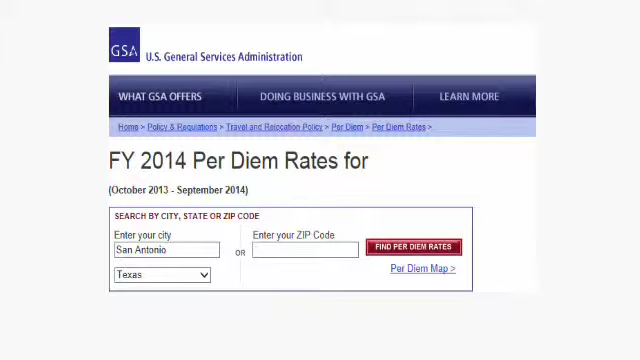 GSA
U.S. General Services Administration
WHAT GSA OFFERS DOING BUSINESS WITH GSA LEARN MORE
Home > Policy & Regulations > Travel and Relocation Policy > Per Diem > Per Diem Rates >
FY 2014 Per Diem Rates for
(October 2013 - September 2014)
SEARCH BY CITY, STATE OR ZIP CODE
Enter your city Enter your ZIP Code
San Antonio OR FIND PER DIEM RATES
Texas Per Diem Map >